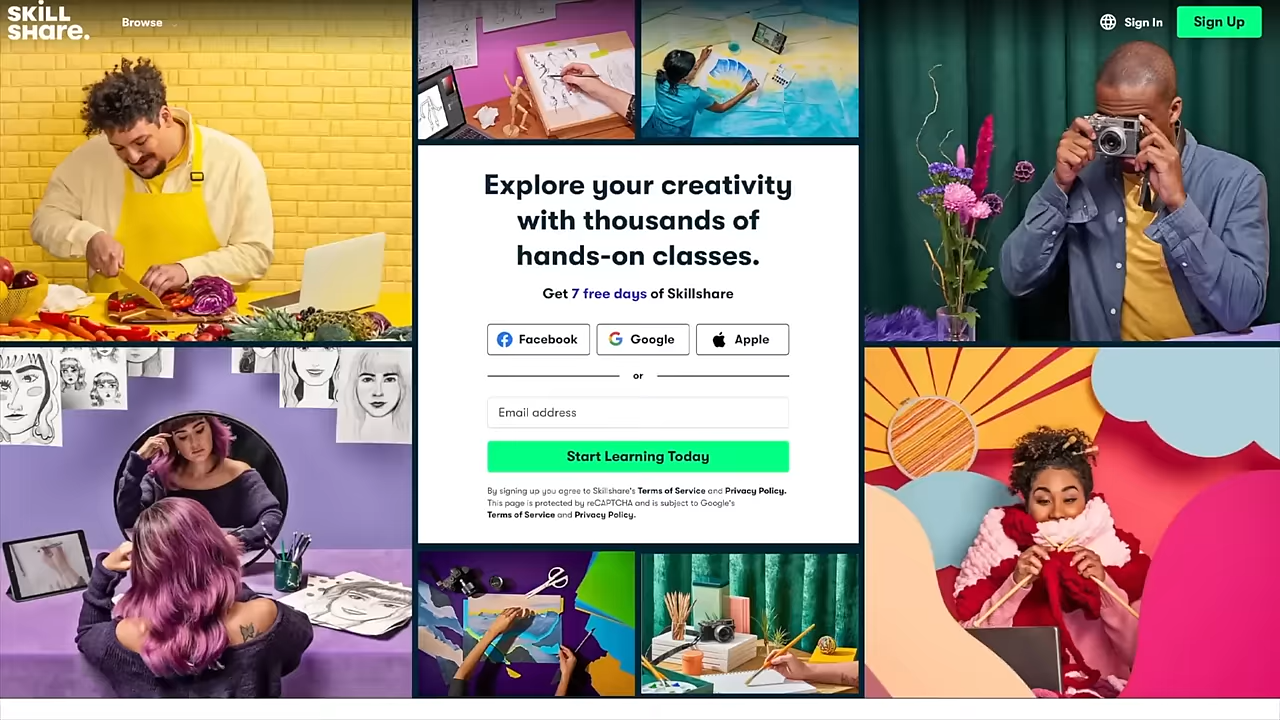 SKILL
SHare.
Browse
Sign In
Sign Up
Explore your creativity
with thousands of
hands-on classes.
Get 7 free days of Skillshare
Facebook
Google
Apple
or
Email address
Start Learning Today
By signing up you agree to Skillshare's Terms of Service and Privacy Policy.
This page is protected by reCAPTCHA and is subject to Google's
Terms of Service and Privacy Policy.